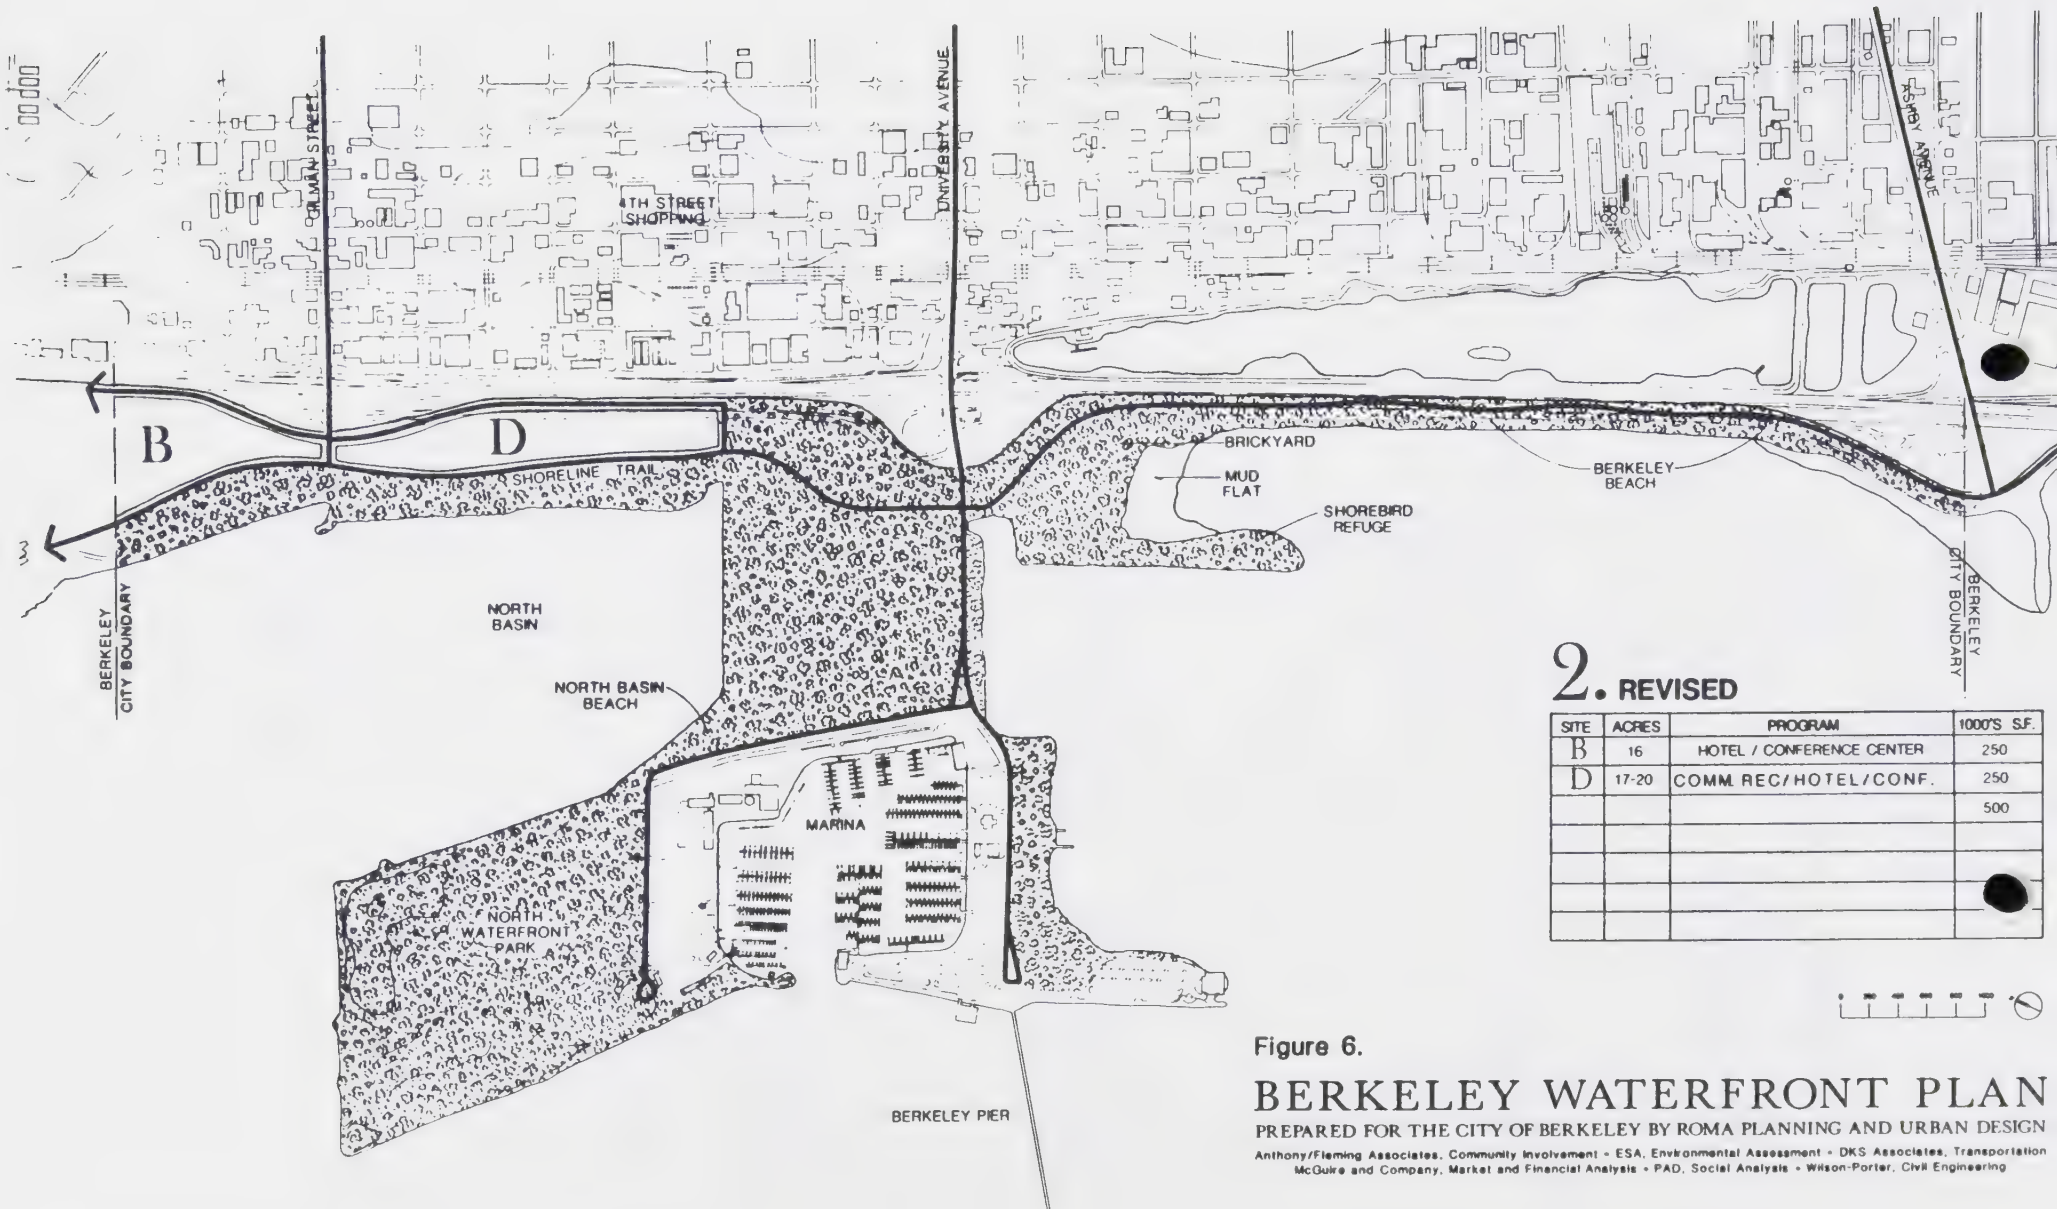 GILMAN STREET
UNIVERSITY AVENUE
ASHBY AVENUE
4TH STREET
SHOPPING
B
D
SHORELINE TRAIL
BRICKYARD
MUD
FLAT
BERKELEY
BEACH
SHOREBIRD
REFUGE
BERKELEY
CITY BOUNDARY
BERKELEY
CITY BOUNDARY
NORTH
BASIN
NORTH BASIN
BEACH
MARINA
NORTH
WATERFRONT
PARK
BERKELEY PIER
2. REVISED
SITE ACRES PROGRAM 1000'S S.F.
B 16 HOTEL / CONFERENCE CENTER 250
D 17-20 COMM. REC/HOTEL/CONF. 250
500
Figure 6.
BERKELEY WATERFRONT PLAN
PREPARED FOR THE CITY OF BERKELEY BY ROMA PLANNING AND URBAN DESIGN
Anthony/Fleming Associates, Community Involvement • ESA, Environmental Assessment • DKS Associates, Transportation
McGuire and Company, Market and Financial Analysis • PAD, Social Analysis • Wilson-Porter, Civil Engineering